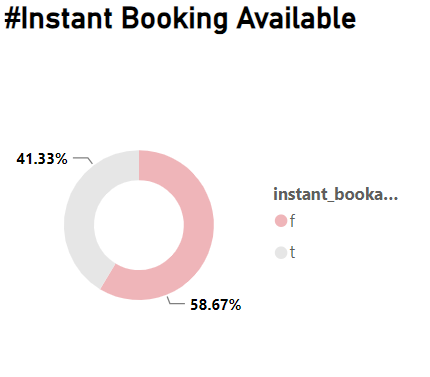 #Instant Booking Available
41.33%
instant_booka...
f
t
58.67%